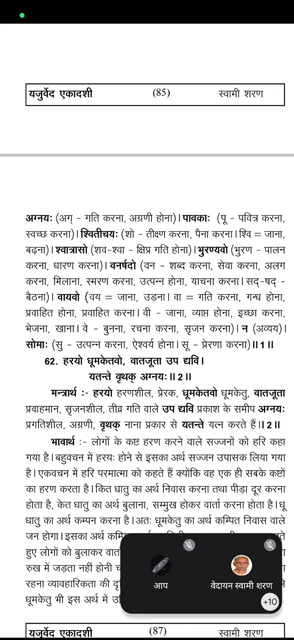 यजुर्वेद एकादशी (85) स्वामी शरण
अग्नयः (अग् - गति करना, अग्रणी होना)। पावकाः (पू - पवित्र करना,
स्वच्छ करना)। श्वितीचयः (शो - तीक्ष्ण करना, पैना करना। श्वि = जाना,
बढ़ना)। श्वात्रासो (शव-श्वा - क्षिप्र गति होना)। भुरण्यवो (भुरण - पालन
करना, धारण करना)। वनर्षदो (वन - शब्द करना, सेवा करना, अलग
करना, मिलाना, स्मरण करना, उत्पन्न होना, याचना करना। सद्-षद् -
बैठना)। वायवो (वय = जाना, उड़ना। वा = गति करना, गन्ध होना,
प्रवाहित होना, प्रवाहित करना। वी - जाना, व्याप्त होना, इच्छा करना,
भेजना, खाना। वे - बुनना, रचना करना, सृजन करना)। न (अव्यय)।
सोमाः (सु - उत्पन्न करना, ऐश्वर्य होना। सू - प्रेरणा करना)॥1॥
62. हरयो धूमकेतवो, वातजूता उप द्यवि।
यतन्ते वृथक् अग्नयः॥2॥
मन्त्रार्थ :- हरयो हरणशील, प्रेरक, धूमकेतवो धूमकेतु, वातजूता
प्रवाहमान, सृजनशील, तीव्र गति वाले उप द्यवि प्रकाश के समीप अग्नयः
प्रगतिशील, अग्रणी, वृथक् नाना प्रकार से यतन्ते यत्न करते हैं।।2॥
भावार्थ :- लोगों के कष्ट हरण करने वाले सज्जनों को हरि कहा
गया है। बहुवचन में हरयः होने से इसका अर्थ सज्जन उपासक लिया गया
है। एकवचन में हरि परमात्मा को कहते हैं क्योंकि वह एक ही सबके कष्टों
का हरण करता है। कित धातु का अर्थ निवास करना तथा पीड़ा दूर करना
होता है, केत धातु का अर्थ बुलाना, सम्मुख होकर वार्ता करना होता है। धू
धातु का अर्थ कम्पन करना है। अतः धूमकेतु का अर्थ कम्पित निवास वाले
जन होगा। इसका अर्थ
हुए लोगों को बुलाकर
रुख में जड़ता नहीं होनी
रहना व्यावहारिकता की
धूमकेतु भी इस अर्थ में
आप वेदायन स्वामी शरण
+10
यजुर्वेद एकादशी (87) स्वामी शरण